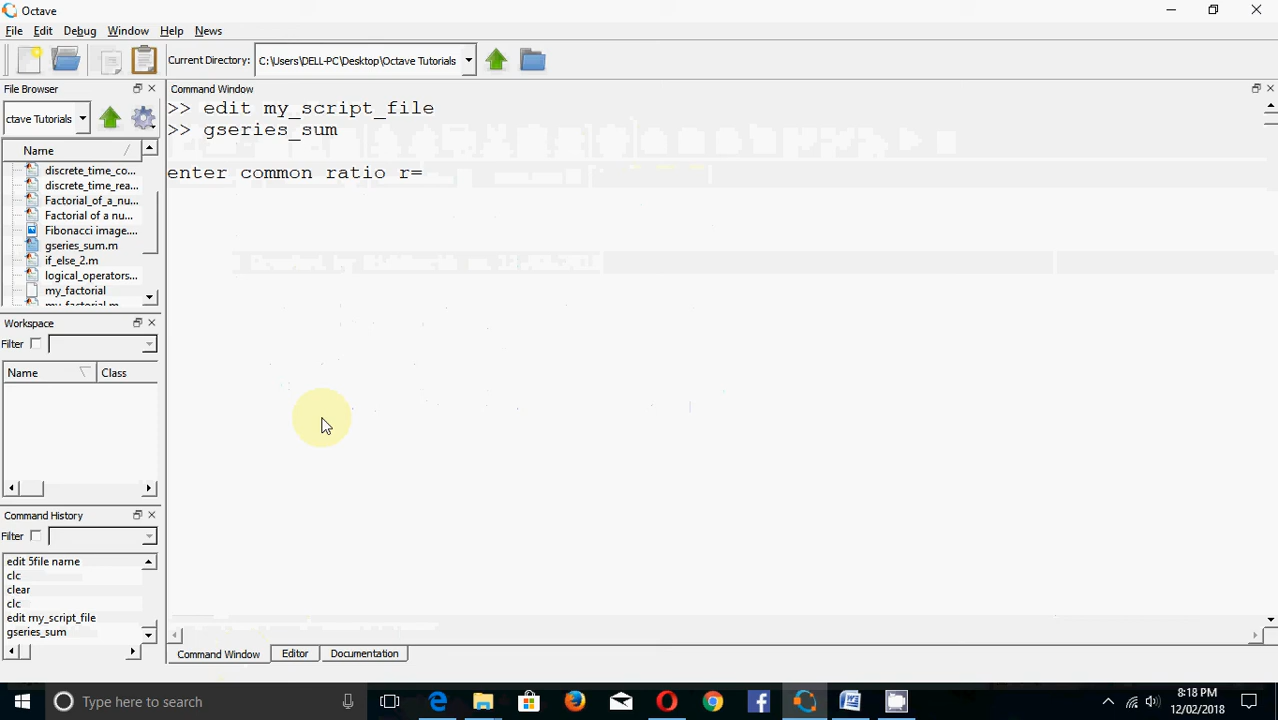 Octave
File Edit Debug Window Help News
Current Directory: C:\Users\DELL-PC\Desktop\Octave Tutorials
File Browser
ctave Tutorials
Name
discrete_time_co...
discrete_time_rea...
Factorial_of_a_nu...
Factorial of a nu...
Fibonacci image....
gseries_sum.m
if_else_2.m
logical_operators...
my_factorial
my_factorial.m
Workspace
Filter
Name Class
Command History
Filter
edit 5file name
clc
clear
clc
edit my_script_file
gseries_sum
Command Window
>> edit my_script_file
>> gseries_sum
enter common ratio r=
Command Window Editor Documentation
Type here to search
8:18 PM
12/02/2018